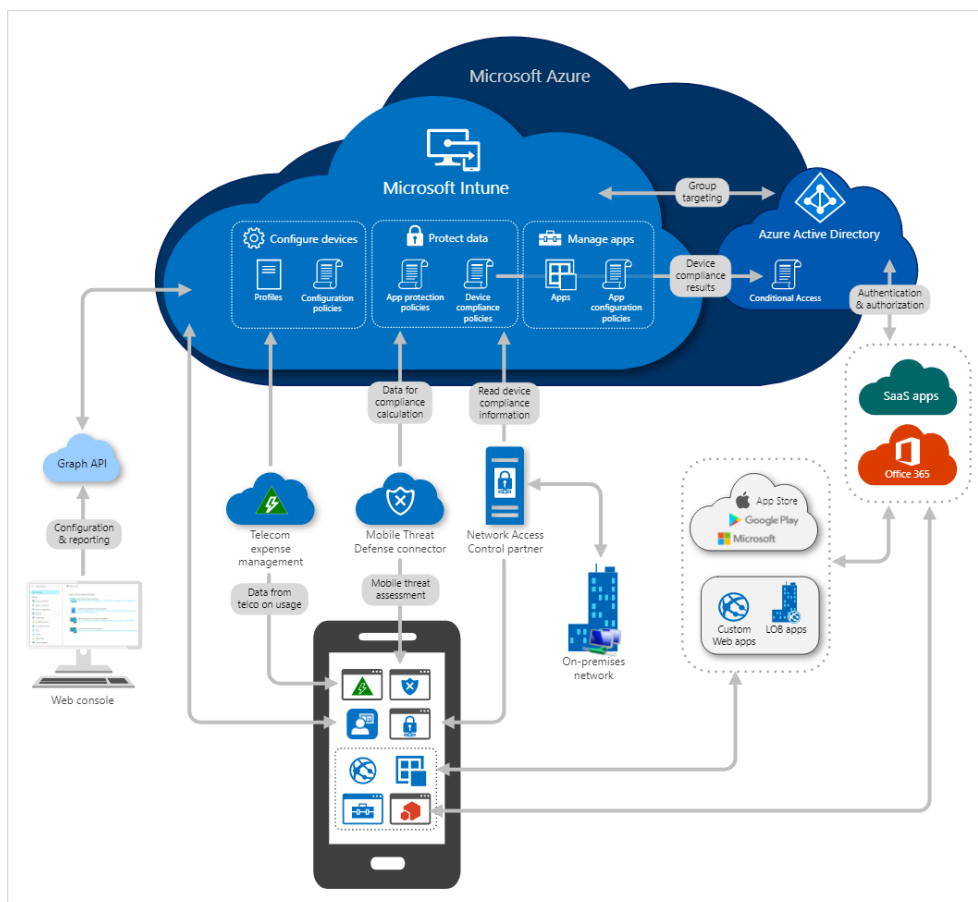 Microsoft Azure
Microsoft Intune
Group
targeting
Azure Active Directory
Configure devices
Protect data
Manage apps
Profiles
Configuration
policies
App protection
policies
Device
compliance
policies
Apps
App
configuration
policies
Device
compliance
results
Conditional Access
Authentication
& authorization
Data for
compliance
calculation
Read device
compliance
information
SaaS apps
Office 365
Graph API
App Store
Google Play
Microsoft
Configuration
& reporting
Telecom
expense
management
Mobile Threat
Defense connector
Network Access
Control partner
Data from
telco on usage
Mobile threat
assessment
Custom
Web apps
LOB apps
On-premises
network
Web console